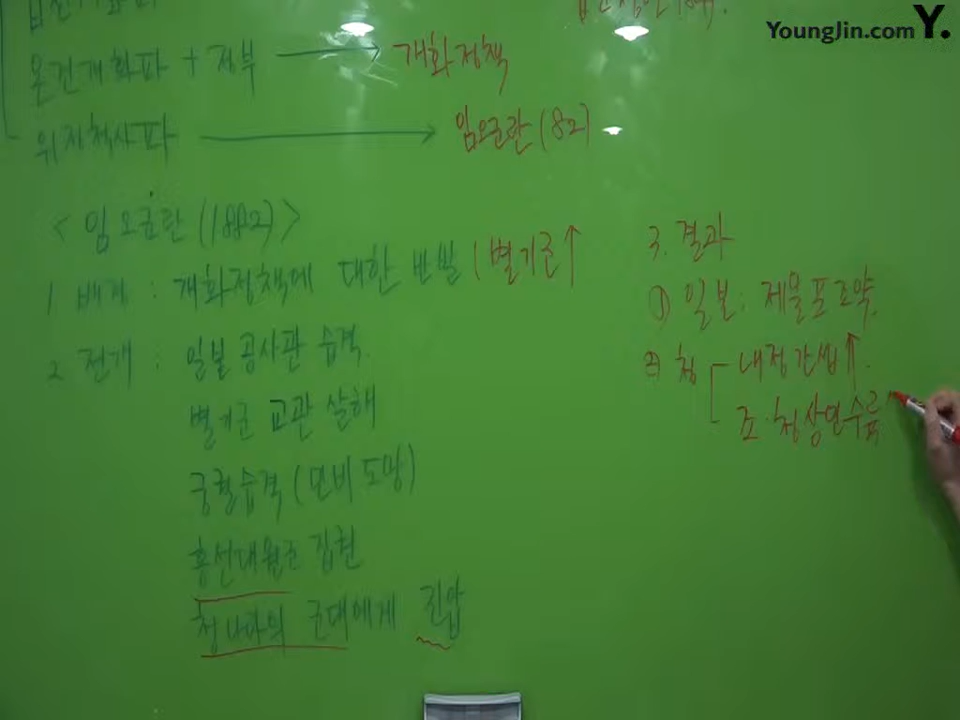 YoungJin.com Y.
온건개화파 + 정부 → 개화정책
위정척사파 → 임오군란 (82)
< 임오군란 (1882) >
1 배경 : 개화정책에 대한 반발 ( 별기군↑
2 전개 : 일본 공사관 습격.
별기군 교관 살해
궁궐습격 (민비 도망)
흥선대원군 집권
청나라의 군대에게 진압
3. 결과
① 일본 : 제물포조약.
② 청 내정간섭↑.
조·청상민수륙